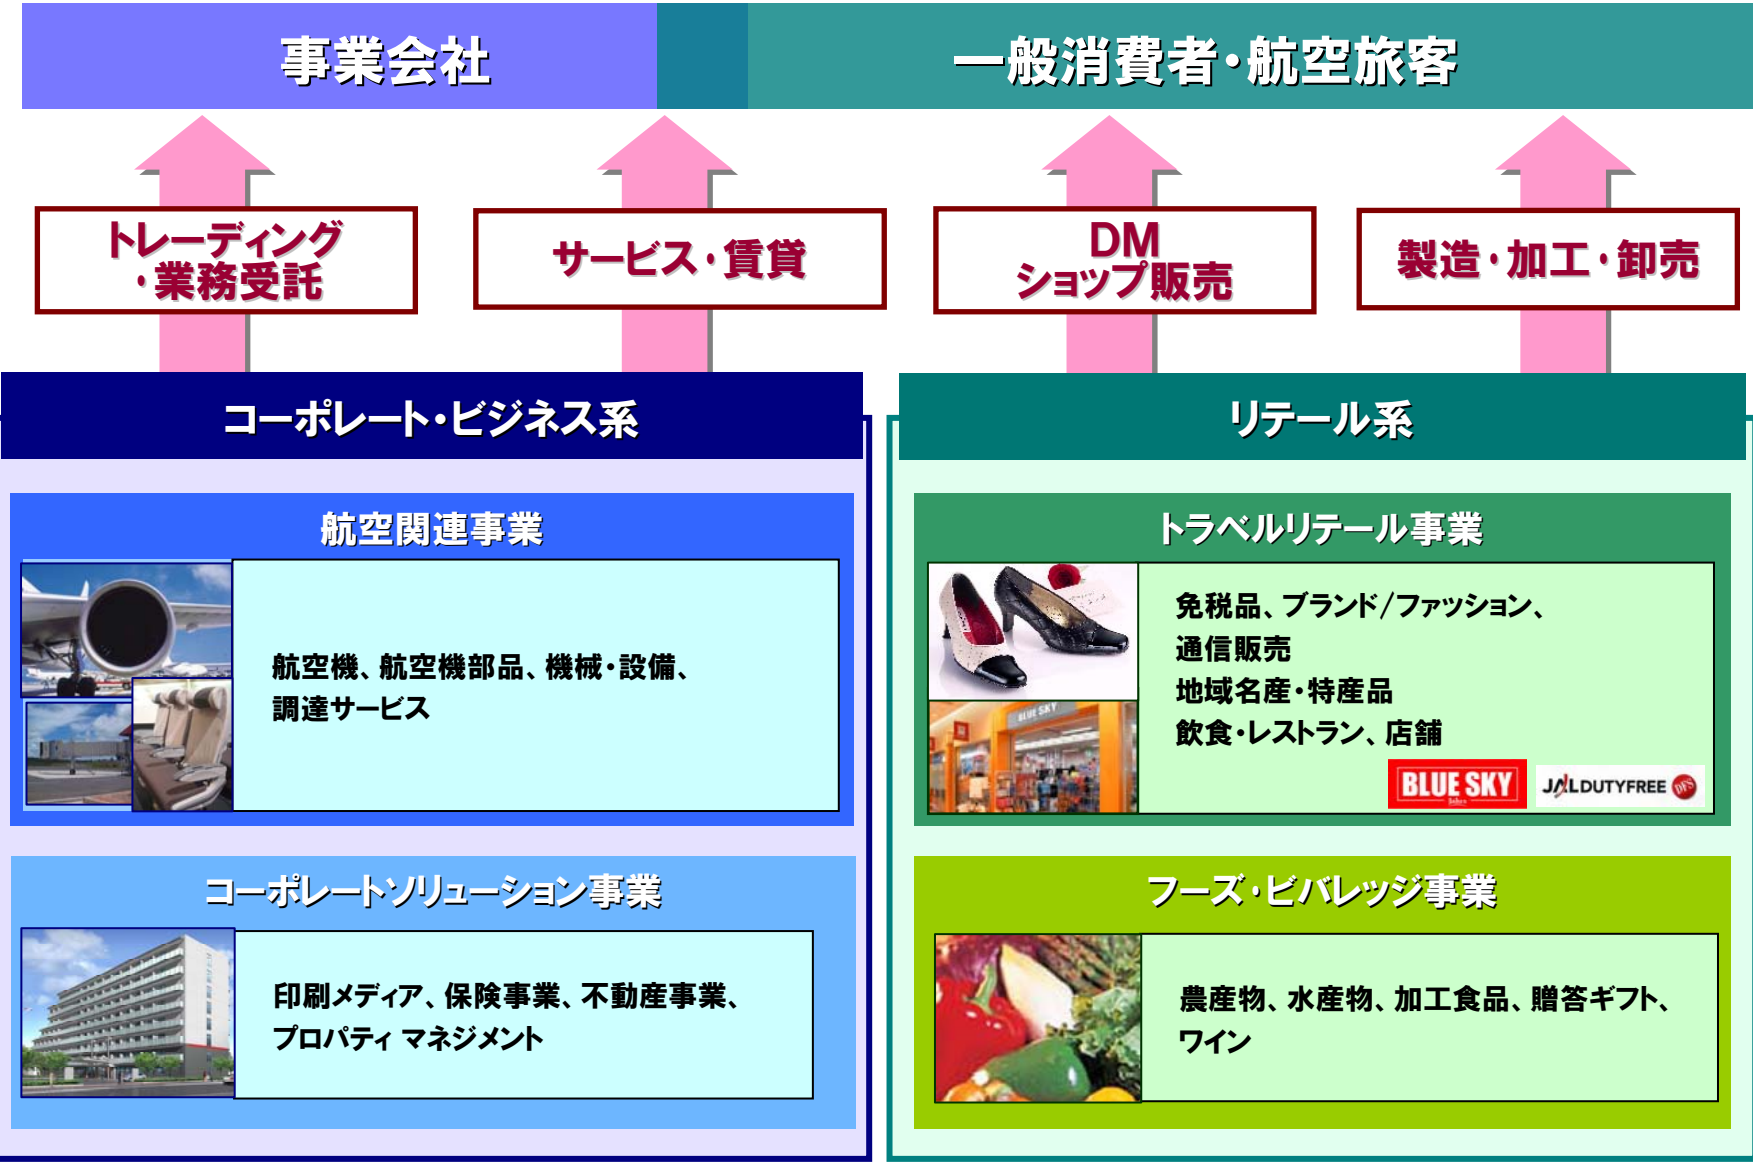 事業会社
一般消費者・航空旅客
トレーディング
・業務受託
サービス・賃貸
DM
ショップ販売
製造・加工・卸売
コーポレート・ビジネス系
リテール系
航空関連事業
航空機、航空機部品、機械・設備、
調達サービス
トラベルリテール事業
免税品、ブランド/ファッション、
通信販売
地域名産・特産品
飲食・レストラン、店舗
BLUE SKY
BLUE SKY
JALDUTYFREE DFS
コーポレートソリューション事業
印刷メディア、保険事業、不動産事業、
プロパティ マネジメント
フーズ・ビバレッジ事業
農産物、水産物、加工食品、贈答ギフト、
ワイン